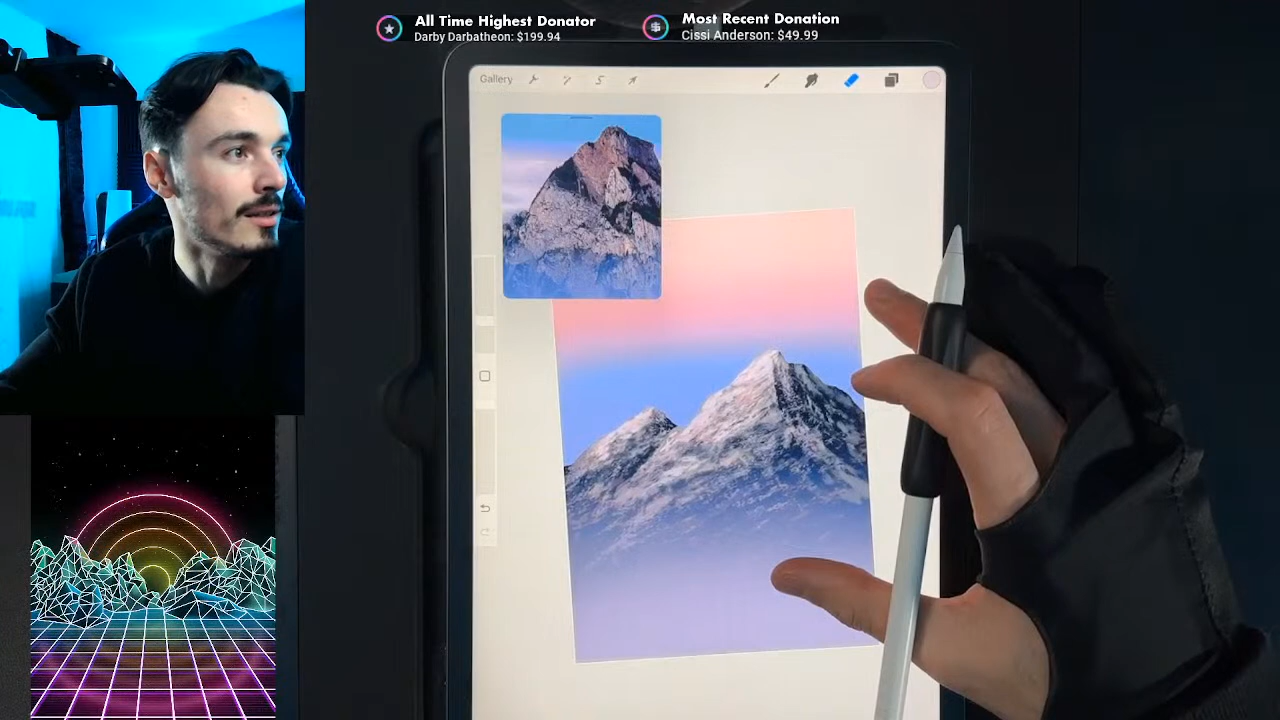 All Time Highest Donator
Darby Darbatheon: $199.94
Most Recent Donation
Cissi Anderson: $49.99
Gallery